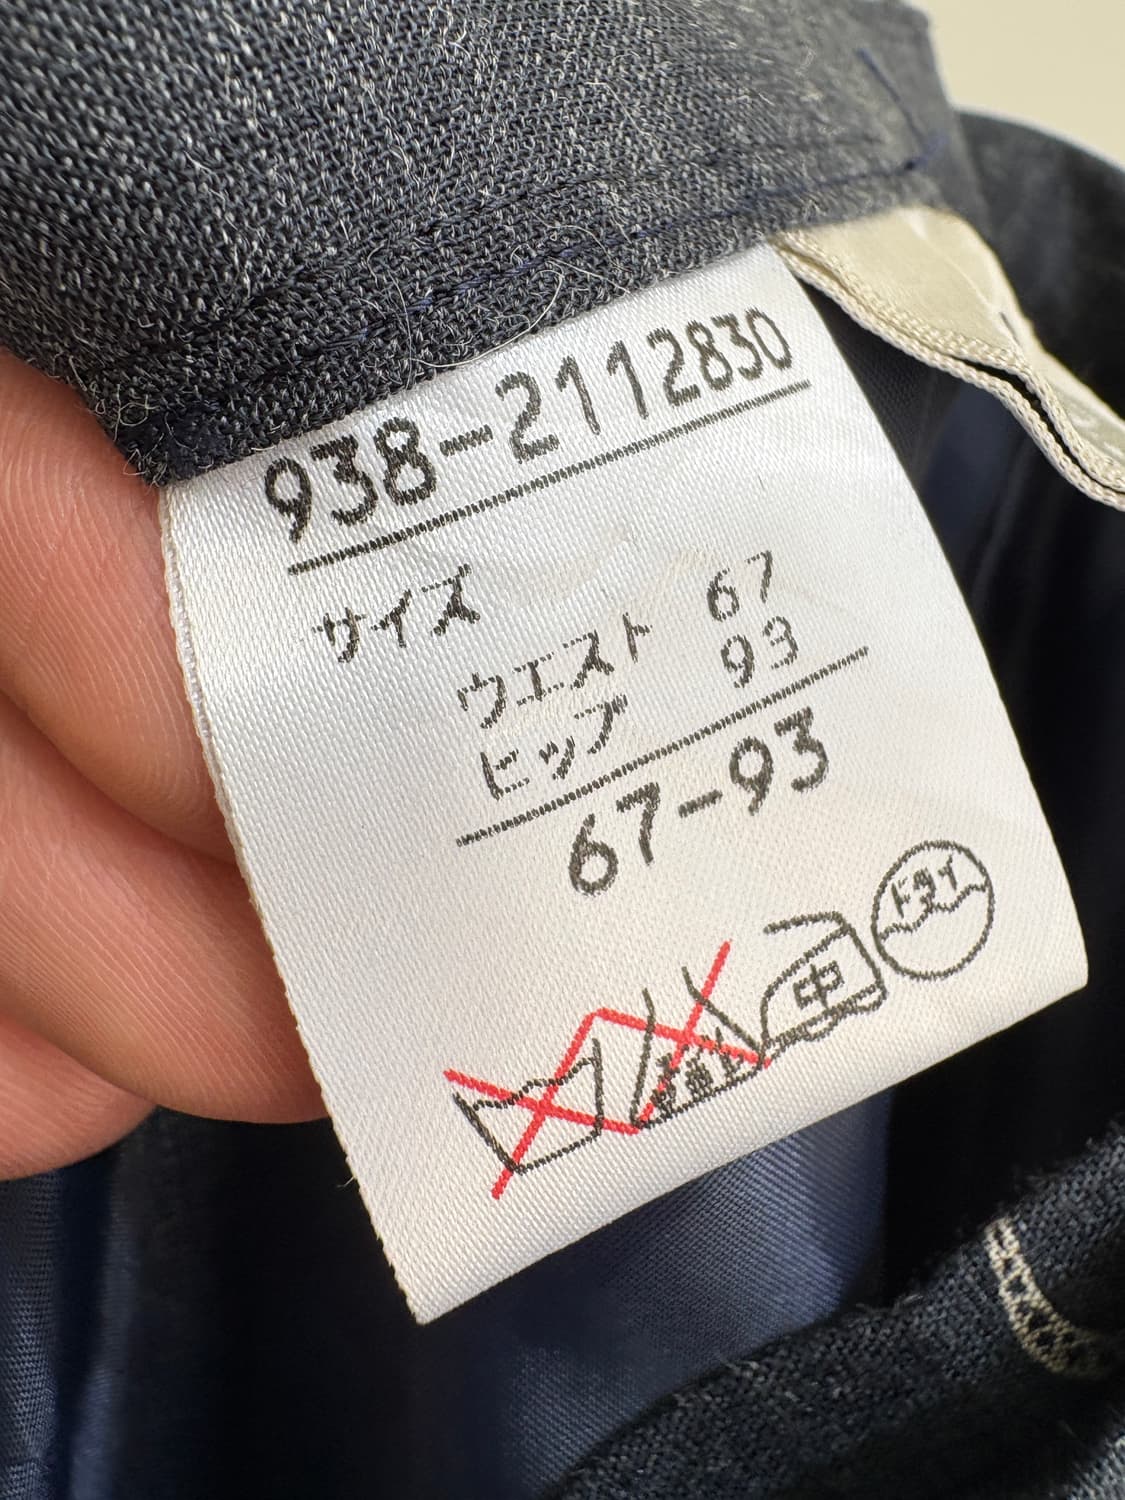 938-2112830
サイズ
ウエスト 67
ヒップ 93
67-93
中
ドライ